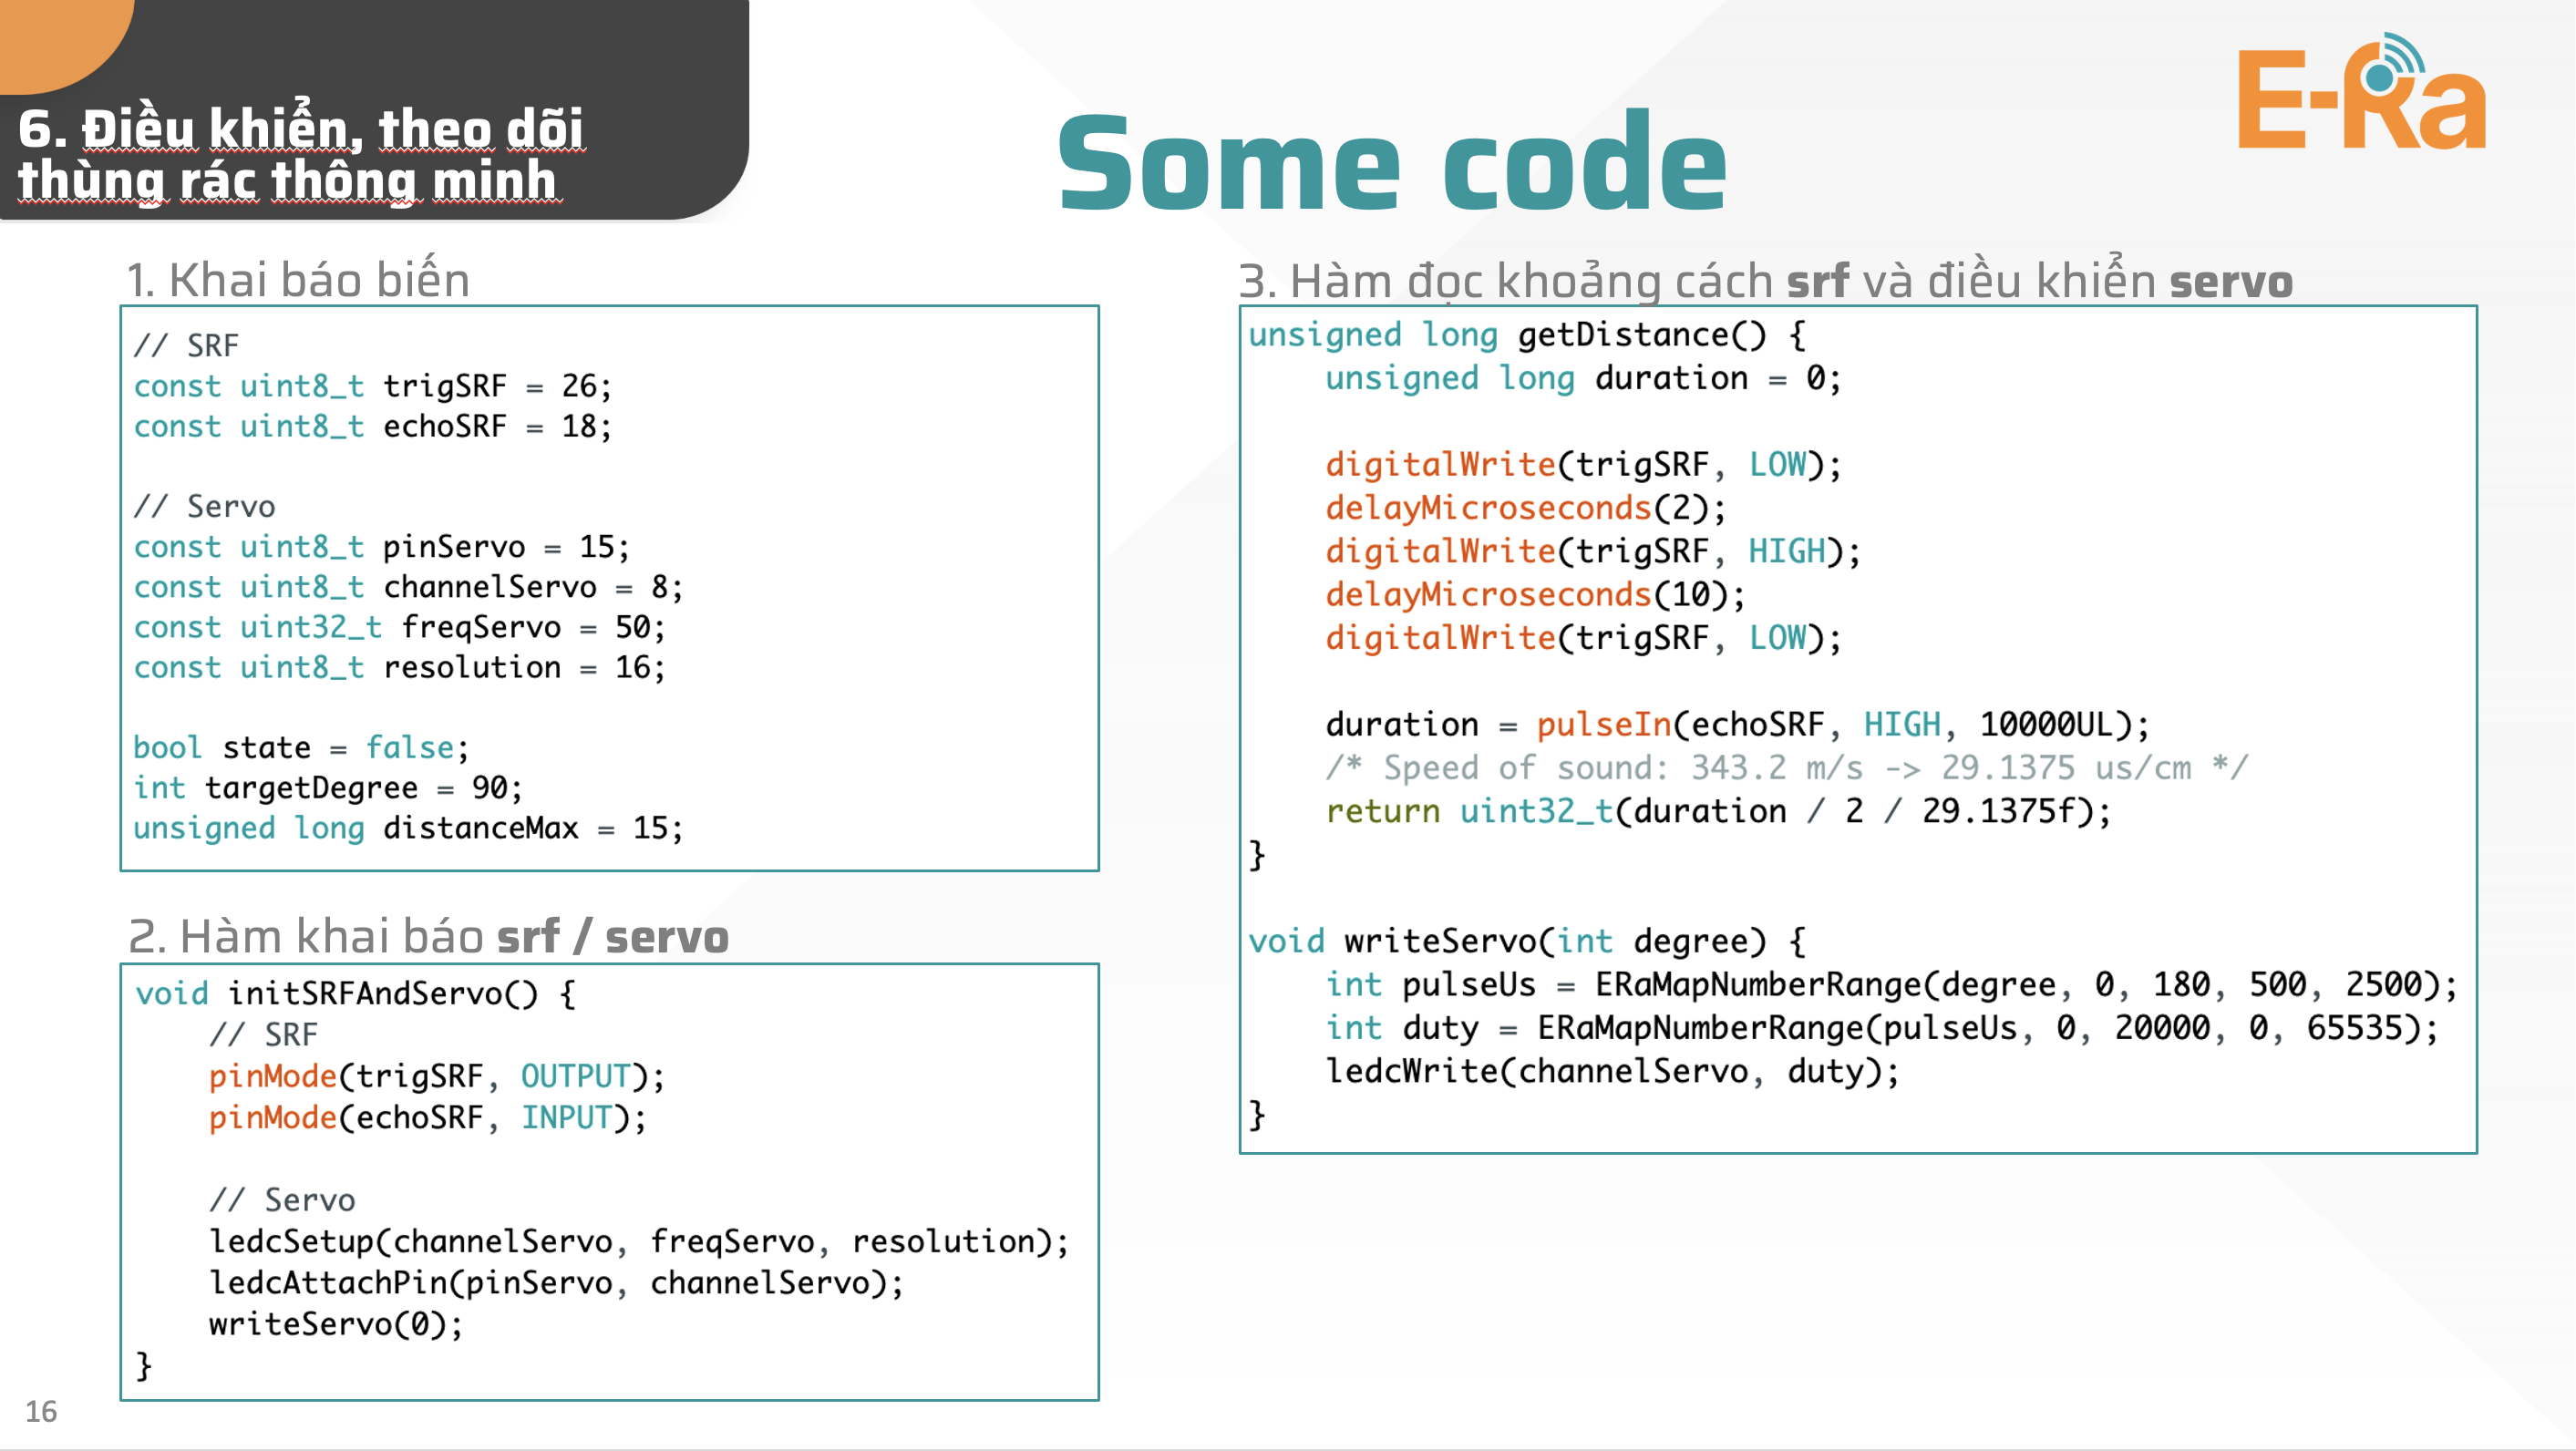 6. Điều khiển, theo dõi
thùng rác thông minh
Some code
E-Ra
1. Khai báo biến
// SRF
const uint8_t trigSRF = 26;
const uint8_t echoSRF = 18;
// Servo
const uint8_t pinServo = 15;
const uint8_t channelServo = 8;
const uint32_t freqServo = 50;
const uint8_t resolution = 16;
bool state = false;
int targetDegree = 90;
unsigned long distanceMax = 15;
2. Hàm khai báo srf / servo
void initSRFAndServo() {
// SRF
pinMode(trigSRF, OUTPUT);
pinMode(echoSRF, INPUT);
// Servo
ledcSetup(channelServo, freqServo, resolution);
ledcAttachPin(pinServo, channelServo);
writeServo(0);
}
3. Hàm đọc khoảng cách srf và điều khiển servo
unsigned long getDistance() {
unsigned long duration = 0;
digitalWrite(trigSRF, LOW);
delayMicroseconds(2);
digitalWrite(trigSRF, HIGH);
delayMicroseconds(10);
digitalWrite(trigSRF, LOW);
duration = pulseIn(echoSRF, HIGH, 10000UL);
/* Speed of sound: 343.2 m/s -> 29.1375 us/cm */
return uint32_t(duration / 2 / 29.1375f);
}
void writeServo(int degree) {
int pulseUs = ERaMapNumberRange(degree, 0, 180, 500, 2500);
int duty = ERaMapNumberRange(pulseUs, 0, 20000, 0, 65535);
ledcWrite(channelServo, duty);
}
16